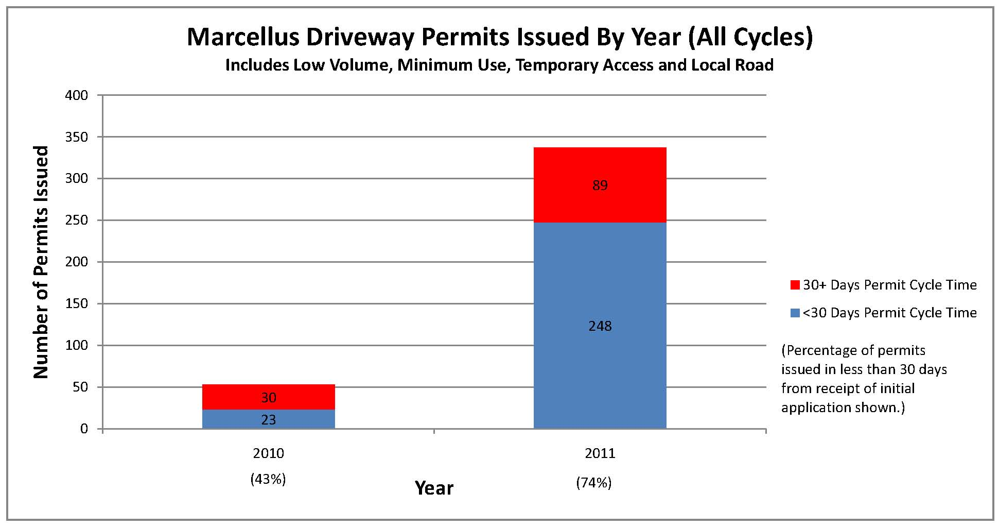 Marcellus Driveway Permits Issued By Year (All Cycles)
Includes Low Volume, Minimum Use, Temporary Access and Local Road
Number of Permits Issued
400
350
300
250
200
150
100
50
0
30
23
89
248
2010
(43%)
2011
(74%)
Year
30+ Days Permit Cycle Time
<30 Days Permit Cycle Time
(Percentage of permits
issued in less than 30 days
from receipt of initial
application shown.)